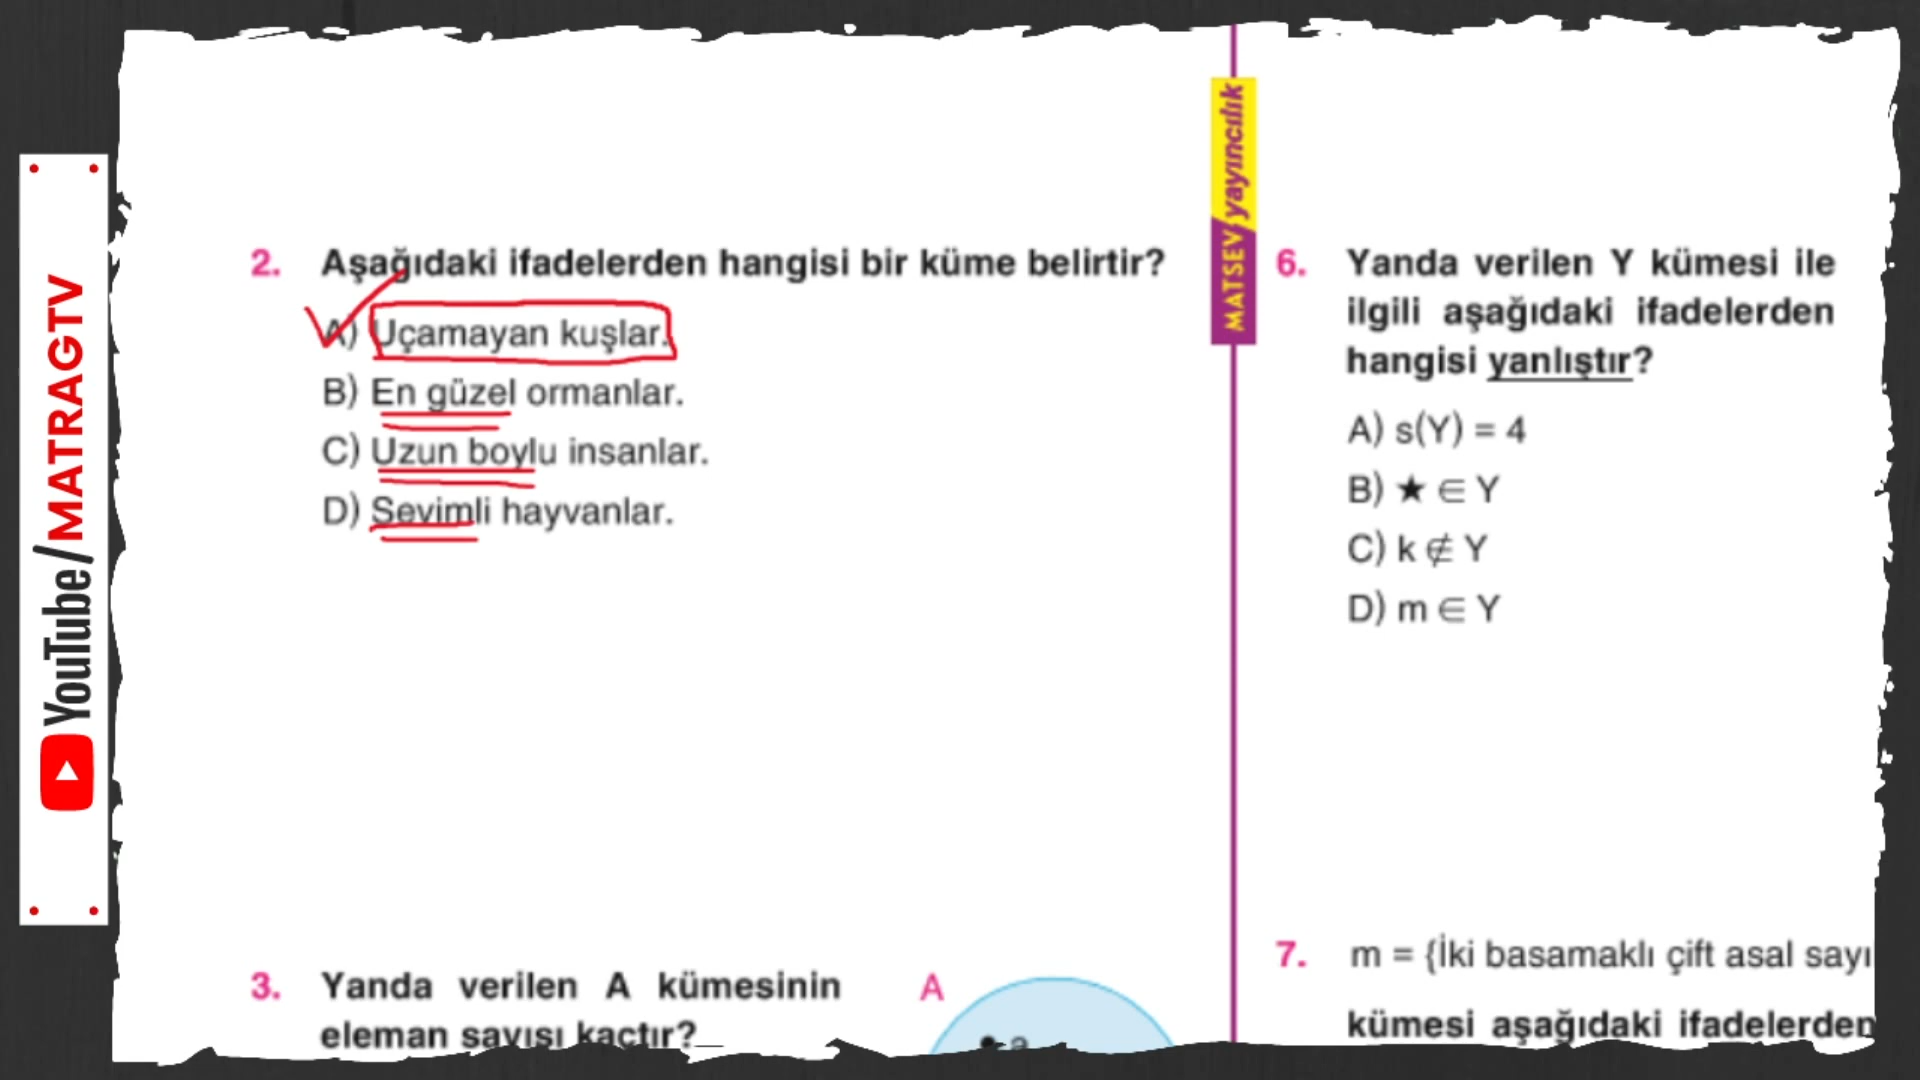 YouTube/MATRAGTV
2. Aşağıdaki ifadelerden hangisi bir küme belirtir?
A) Uçamayan kuşlar.
B) En güzel ormanlar.
C) Uzun boylu insanlar.
D) Sevimli hayvanlar.
3. Yanda verilen A kümesinin
eleman sayısı kaçtır?
A
a
MATSEV yayıncılık
6. Yanda verilen Y kümesi ile
ilgili aşağıdaki ifadelerden
hangisi yanlıştır?
A) s(Y) = 4
B) ★ ∈ Y
C) k ∉ Y
D) m ∈ Y
7. m = {İki basamaklı çift asal sayı
kümesi aşağıdaki ifadelerden